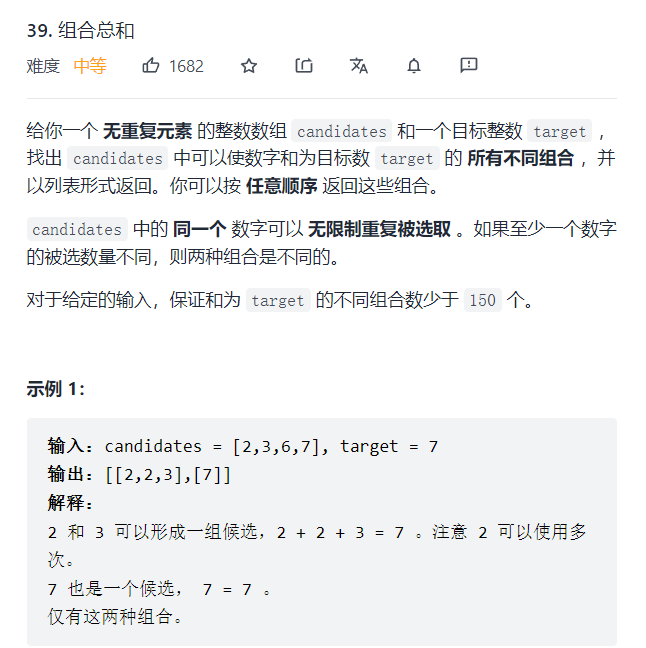 39. 组合总和
难度 中等 1682
给你一个 无重复元素 的整数数组 candidates 和一个目标整数 target ，
找出 candidates 中可以使数字和为目标数 target 的 所有不同组合 ，并
以列表形式返回。你可以按 任意顺序 返回这些组合。
candidates 中的 同一个 数字可以 无限制重复被选取 。如果至少一个数字
的被选数量不同，则两种组合是不同的。
对于给定的输入，保证和为 target 的不同组合数少于 150 个。
示例 1：
输入：candidates = [2,3,6,7], target = 7
输出：[[2,2,3],[7]]
解释：
2 和 3 可以形成一组候选，2 + 2 + 3 = 7 。注意 2 可以使用多
次。
7 也是一个候选， 7 = 7 。
仅有这两种组合。